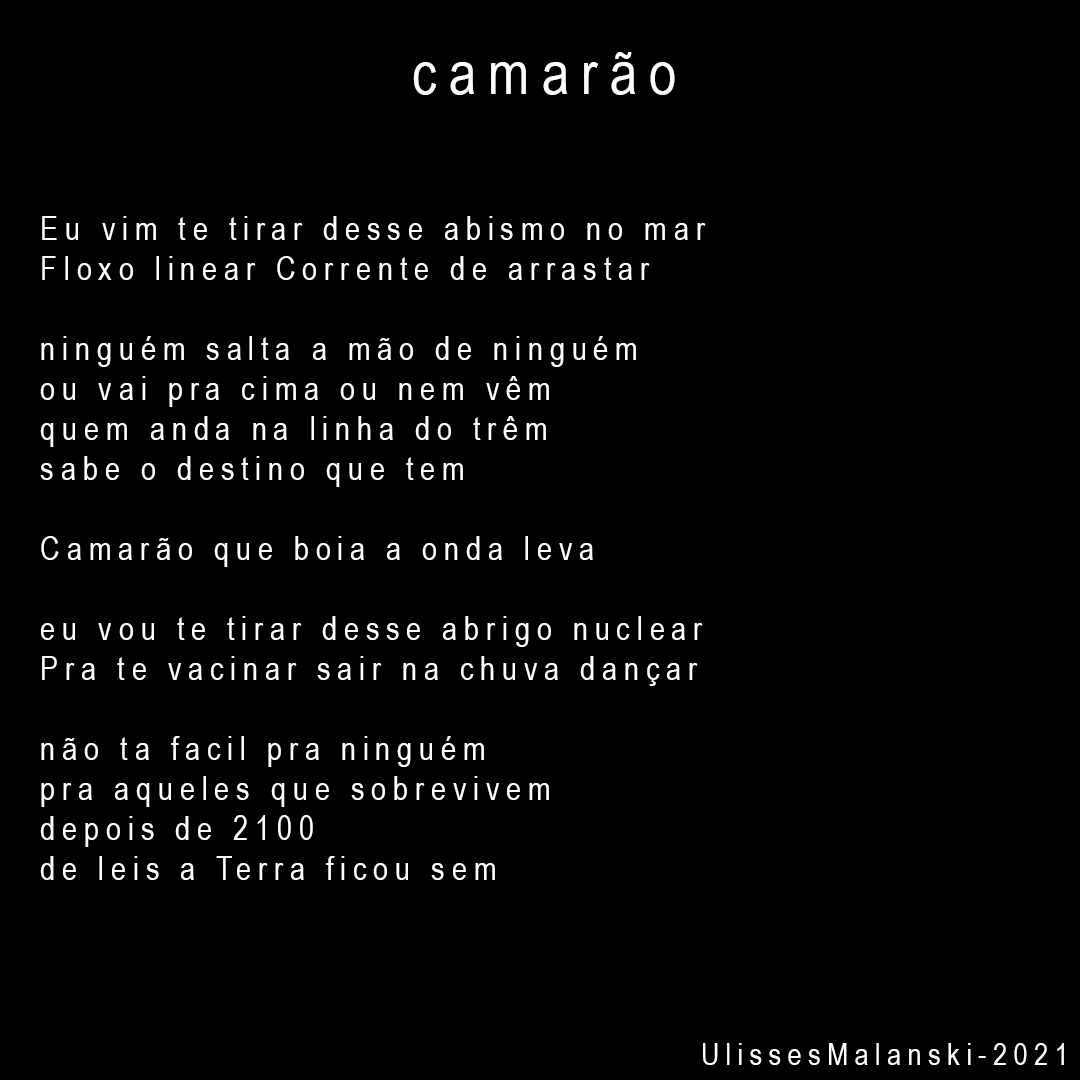 camarão
Eu vim te tirar desse abismo no mar
Floxo linear Corrente de arrastar
ninguém salta a mão de ninguém
ou vai pra cima ou nem vêm
quem anda na linha do trêm
sabe o destino que tem
Camarão que boia a onda leva
eu vou te tirar desse abrigo nuclear
Pra te vacinar sair na chuva dançar
não ta facil pra ninguém
pra aqueles que sobrevivem
depois de 2100
de leis a Terra ficou sem
UlissesMalanski-2021